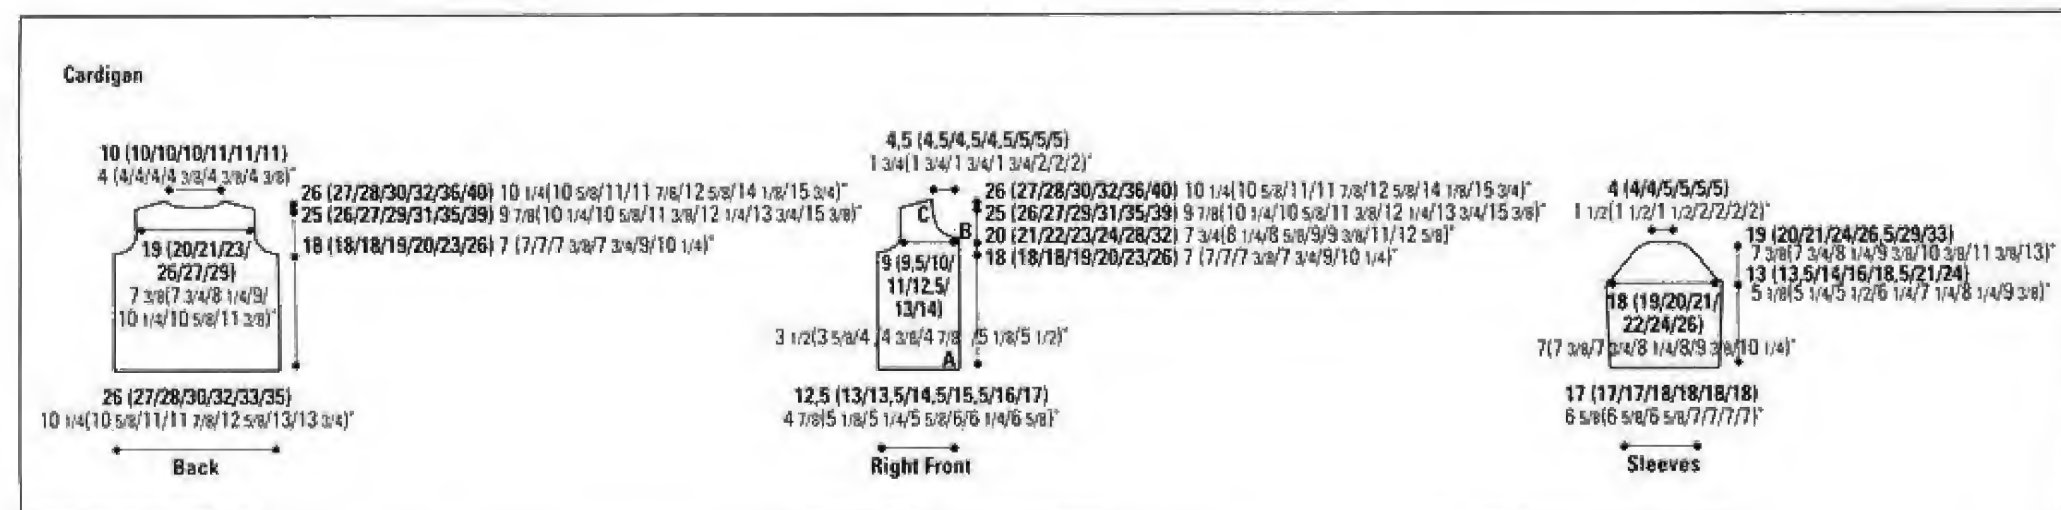 Cardigan
10 (10/10/10/11/11/11)
4 (4/4/4/4 3/8/4 3/8/4 3/8)"
26 (27/28/30/32/36/40) 10 1/4(10 5/8/11/11 7/8/12 5/8/14 1/8/15 3/4)"
25 (26/27/29/31/35/39) 9 7/8(10 1/4/10 5/8/11 3/8/12 1/4/13 3/4/15 3/8)"
18 (18/18/19/20/23/26) 7 (7/7/7 3/8/7 3/4/9/10 1/4)"
19 (20/21/23/
26/27/29)
7 3/8(7 3/4/8 1/4/9/
10 1/4/10 5/8/11 3/8)"
26 (27/28/30/32/33/35)
10 1/4(10 5/8/11/11 7/8/12 5/8/13/13 3/4)"
Back
4,5 (4,5/4,5/4,5/5/5/5)
1 3/4(1 3/4/1 3/4/1 3/4/2/2/2)"
26 (27/28/30/32/36/40) 10 1/4(10 5/8/11/11 7/8/12 5/8/14 1/8/15 3/4)"
25 (26/27/29/31/35/39) 9 7/8(10 1/4/10 5/8/11 3/8/12 1/4/13 3/4/15 3/8)"
20 (21/22/23/24/28/32) 7 3/4(8 1/4/8 5/8/9/9 3/8/11/12 5/8)"
18 (18/18/19/20/23/26) 7 (7/7/7 3/8/7 3/4/9/10 1/4)"
C
B
9 (9,5/10/
11/12,5/
13/14)
3 1/2(3 5/8/4 /4 3/8/4 7/8 /5 1/8/5 1/2)"
A
12,5 (13/13,5/14,5/15,5/16/17)
4 7/8(5 1/8/5 1/4/5 5/8/6/6 1/4/6 5/8)"
Right Front
4 (4/4/5/5/5/5)
1 1/2(1 1/2/1 1/2/2/2/2/2)"
19 (20/21/24/26,5/29/33)
7 3/8(7 3/4/8 1/4/9 3/8/10 3/8/11 3/8/13)"
13 (13,5/14/16/18,5/21/24)
5 1/8(5 1/4/5 1/2/6 1/4/7 1/4/8 1/4/9 3/8)"
18 (19/20/21/
22/24/26)
7(7 3/8/7 3/4/8 1/4/8/9 3/8/10 1/4)"
17 (17/17/18/18/18/18)
6 5/8(6 5/8/6 5/8/7/7/7/7)"
Sleeves